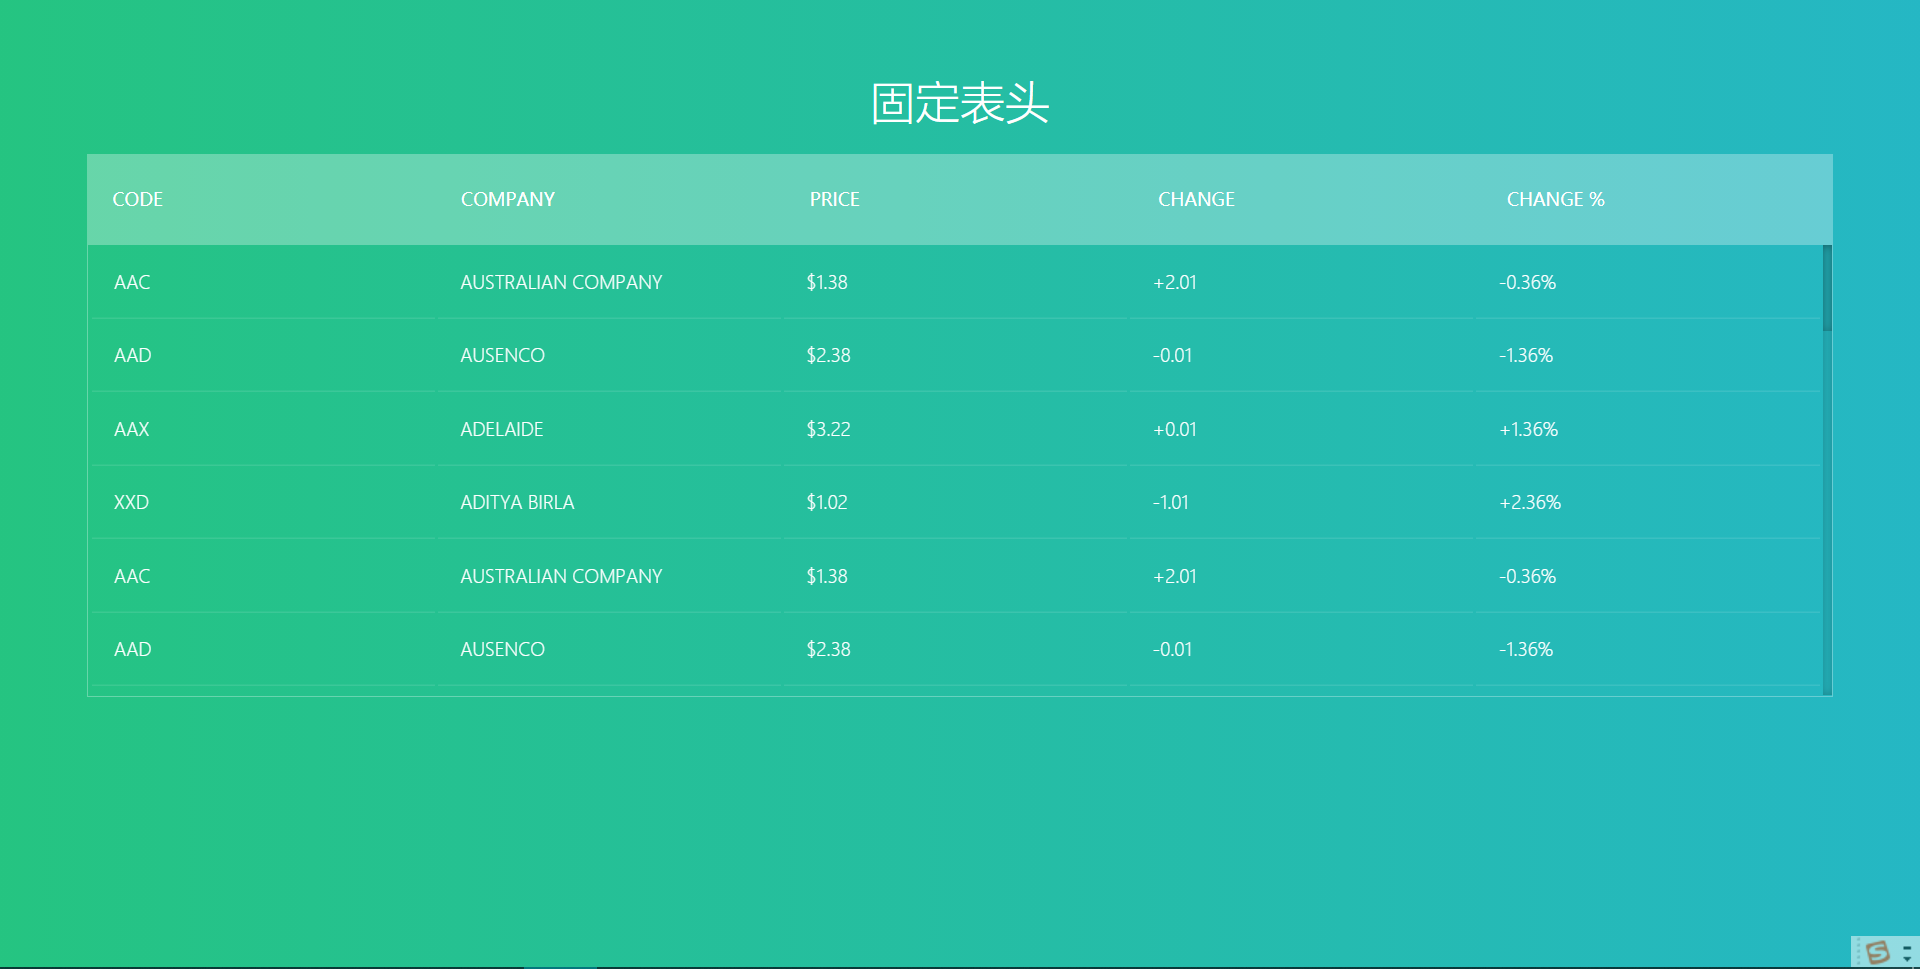 固定表头
CODE COMPANY PRICE CHANGE CHANGE %
AAC AUSTRALIAN COMPANY $1.38 +2.01 -0.36%
AAD AUSENCO $2.38 -0.01 -1.36%
AAX ADELAIDE $3.22 +0.01 +1.36%
XXD ADITYA BIRLA $1.02 -1.01 +2.36%
AAC AUSTRALIAN COMPANY $1.38 +2.01 -0.36%
AAD AUSENCO $2.38 -0.01 -1.36%